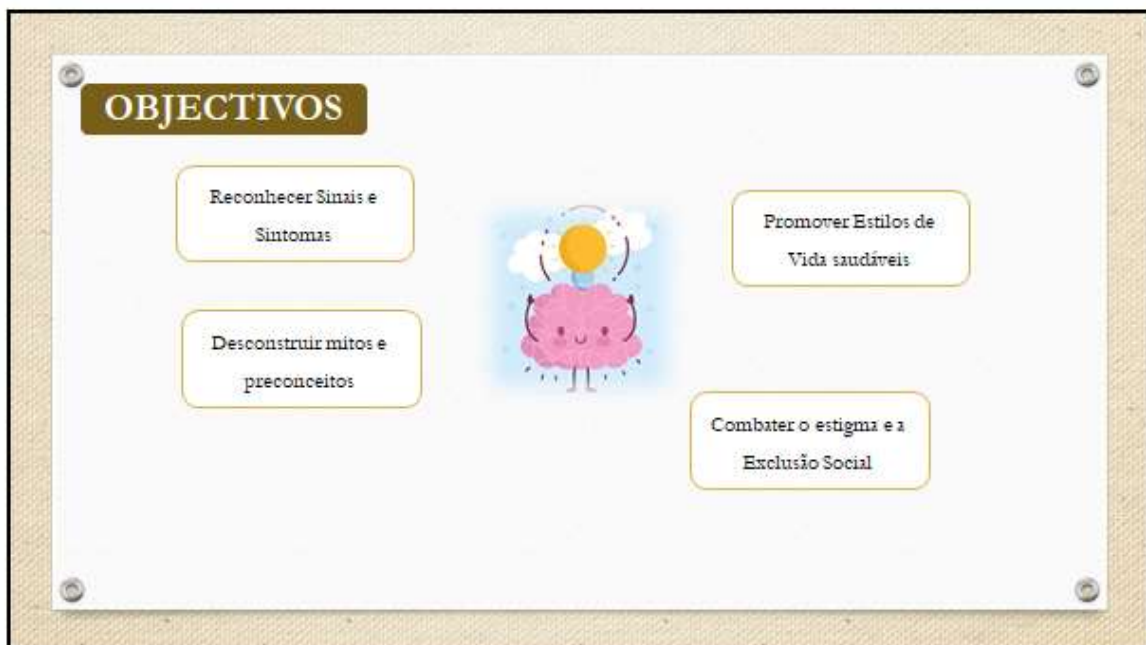 OBJECTIVOS
Reconhecer Sinais e
Sintomas
Desconstruir mitos e
preconceitos
Promover Estilos de
Vida saudáveis
Combater o estigma e a
Exclusão Social